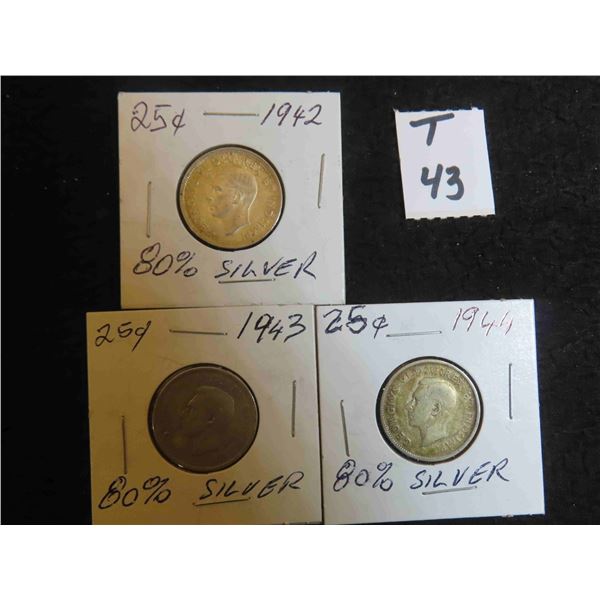 25¢ — 1942
80% SILVER
T
43
25¢ — 1943
80% SILVER
25¢ — 1944
80% SILVER